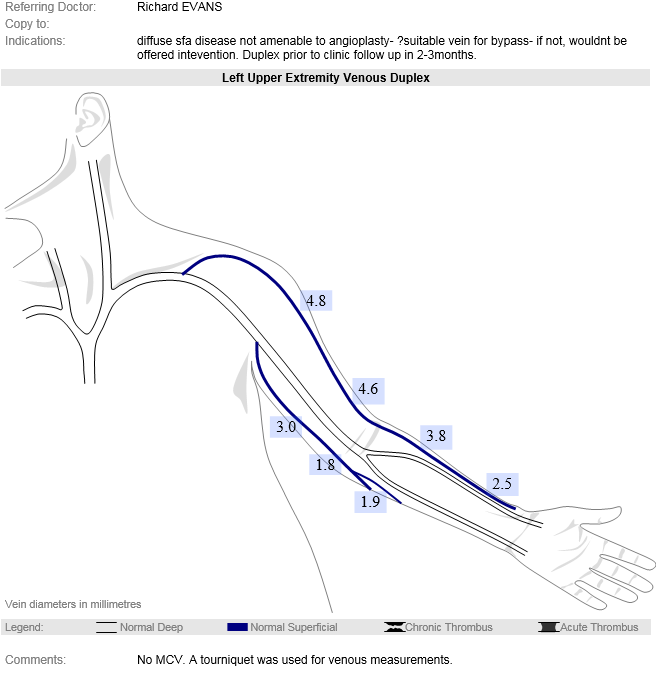 Referring Doctor: Richard EVANS
Copy to:
Indications: diffuse sfa disease not amenable to angioplasty- ?suitable vein for bypass- if not, wouldnt be
offered intevention. Duplex prior to clinic follow up in 2-3months.
Left Upper Extremity Venous Duplex
4.8
4.6
3.8
3.0
1.8
2.5
1.9
Vein diameters in millimetres
Legend: Normal Deep Normal Superficial Chronic Thrombus Acute Thrombus
Comments: No MCV. A tourniquet was used for venous measurements.